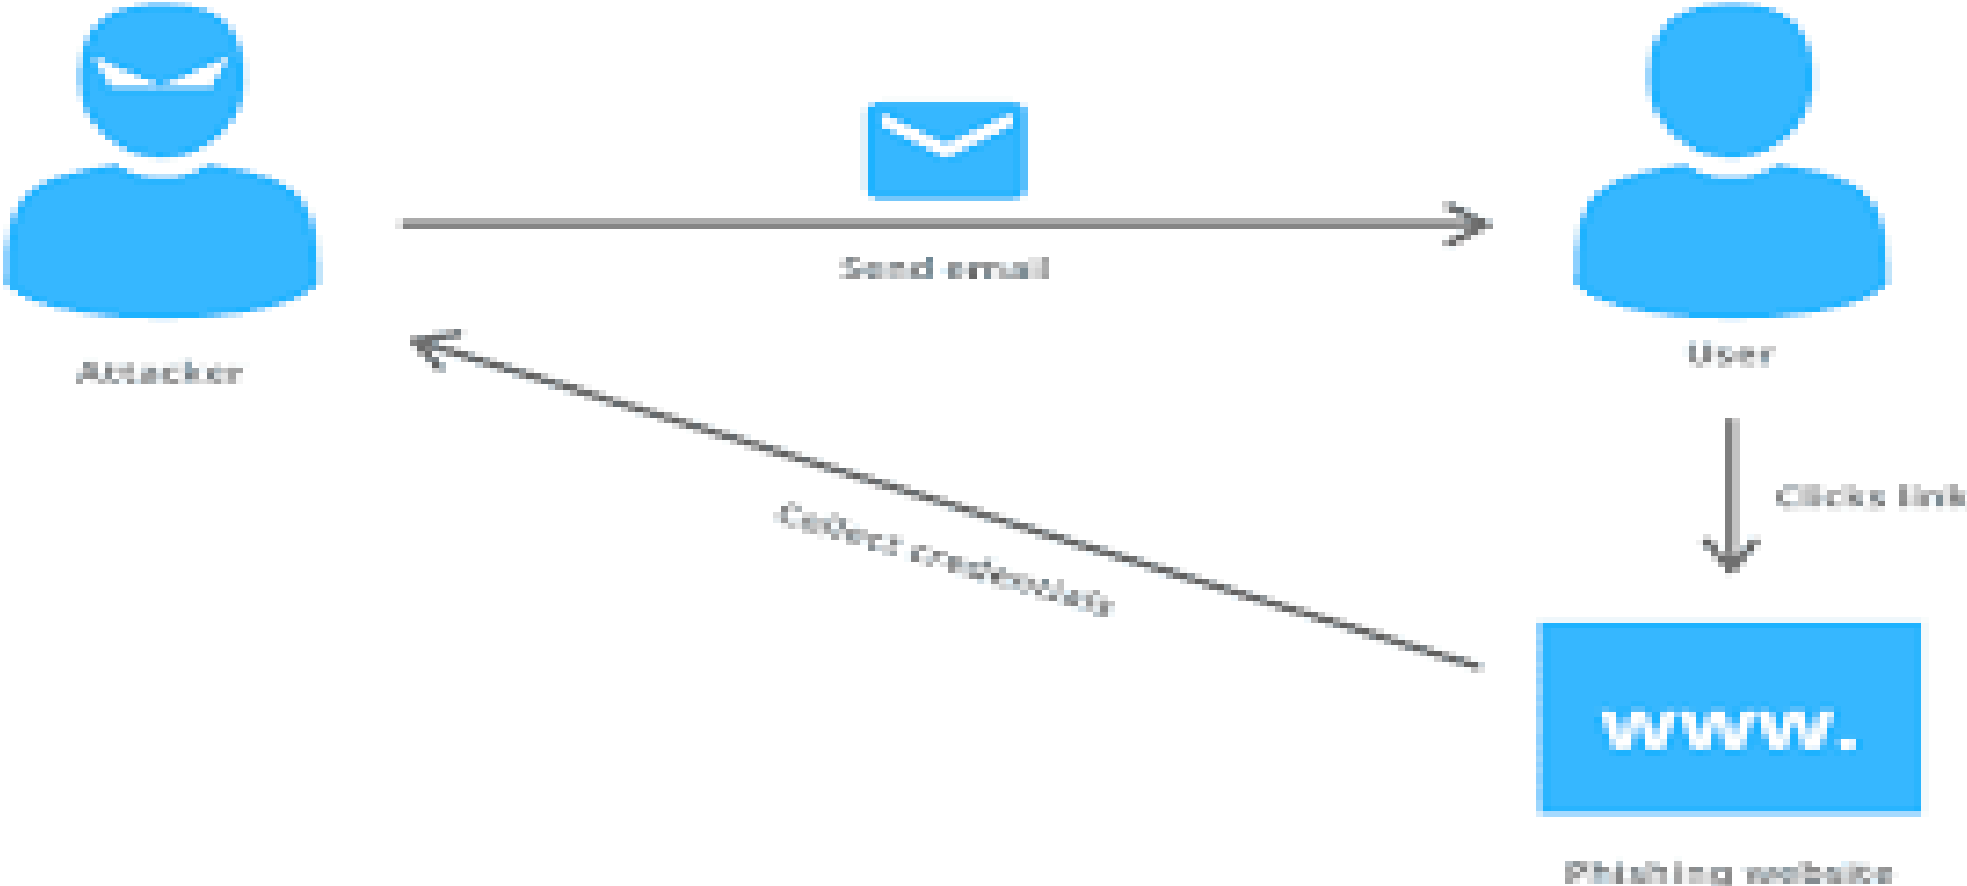 Send email
Attacker
User
Clicks link
Collect credentials
www.
Phishing website